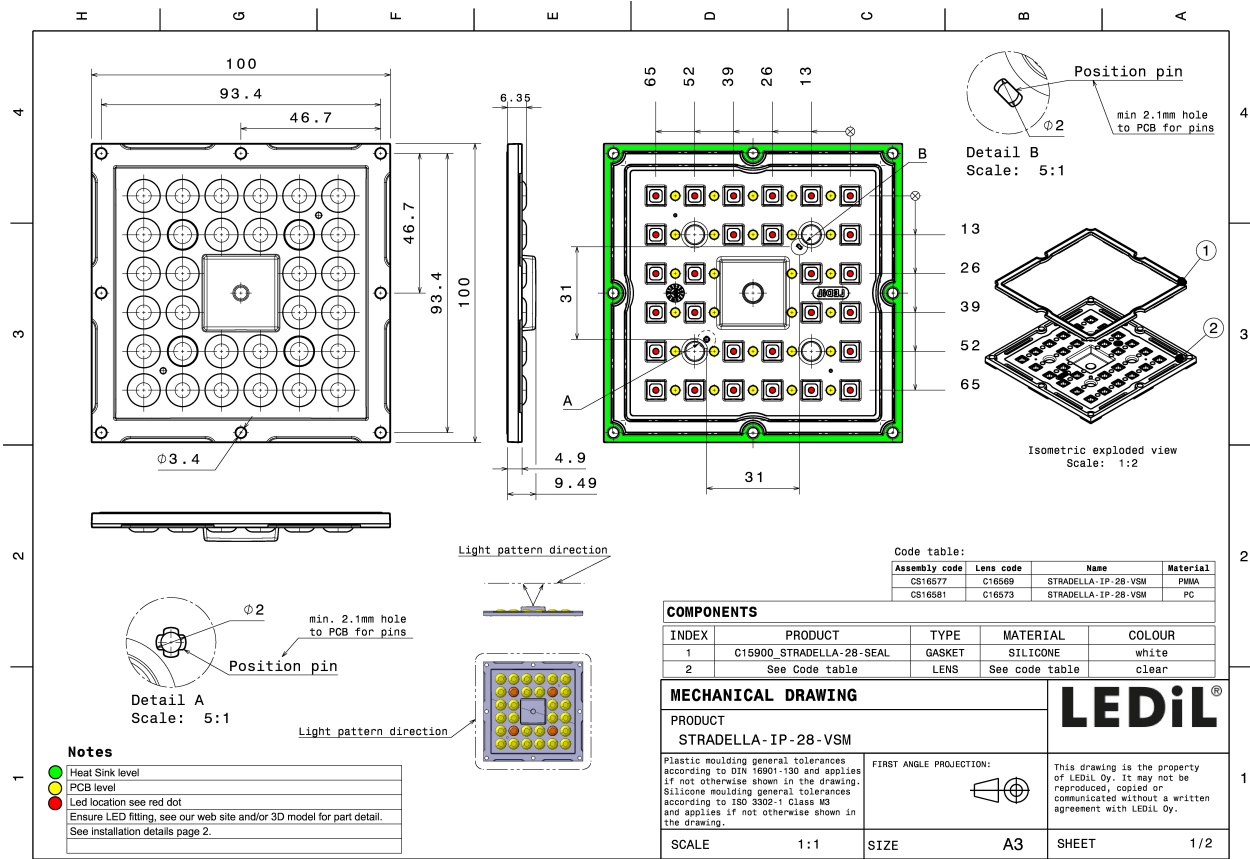 H G F E D C B A
4
3
2
1
4
3
2
1
100
93.4
46.7
46.7
93.4
100
Ø3.4
6.35
4.9
9.49
65 52 39 26 13
B
13
26
39
52
65
31
31
A
LEDiL
Position pin
min 2.1mm hole
to PCB for pins
Ø2
Detail B
Scale: 5:1
1
2
Isometric exploded view
Scale: 1:2
Ø2
min. 2.1mm hole
to PCB for pins
Position pin
Detail A
Scale: 5:1
Light pattern direction
Light pattern direction
Notes
Heat Sink level
PCB level
Led location see red dot
Ensure LED fitting, see our web site and/or 3D model for part detail.
See installation details page 2.
Code table:
Assembly code Lens code Name Material
CS16577 C16569 STRADELLA-IP-28-VSM PMMA
CS16581 C16573 STRADELLA-IP-28-VSM PC
COMPONENTS
INDEX PRODUCT TYPE MATERIAL COLOUR
1 C15900_STRADELLA-28-SEAL GASKET SILICONE white
2 See Code table LENS See code table clear
MECHANICAL DRAWING
PRODUCT
STRADELLA-IP-28-VSM
LEDiL®
Plastic moulding general tolerances
according to DIN 16901-130 and applies
if not otherwise shown in the drawing.
Silicone moulding general tolerances
according to ISO 3302-1 Class M3
and applies if not otherwise shown in
the drawing.
FIRST ANGLE PROJECTION:
This drawing is the property
of LEDiL Oy. It may not be
reproduced, copied or
communicated without a written
agreement with LEDiL Oy.
SCALE 1:1 SIZE A3 SHEET 1/2